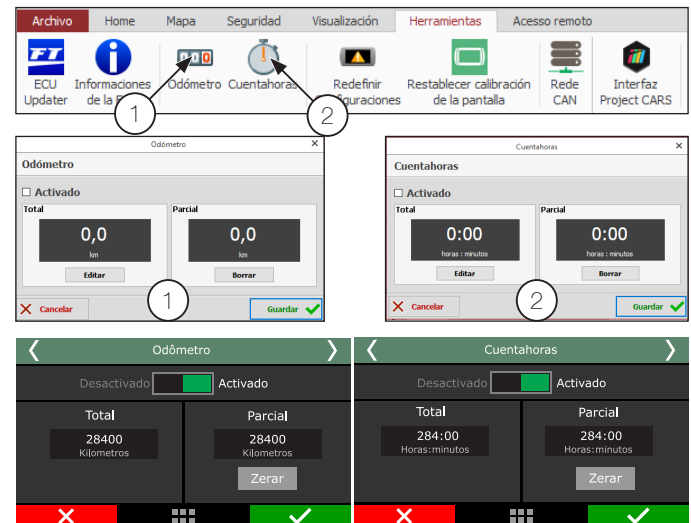 Archivo Home Mapa Seguridad Visualización Herramientas Acesso remoto
FT
ECU Updater
Informaciones de la
Odómetro
Cuentahoras
Redefinir
Restablecer calibración de la pantalla
Rede CAN
Interfaz Project CARS
1
2
Odómetro
Odómetro
Activado
Total
0,0
km
Editar
Parcial
0,0
km
Borrar
Cancelar
1
Guardar
Cuentahoras
Cuentahoras
Activado
Total
0:00
horas : minutos
Editar
Parcial
0:00
horas : minutos
Borrar
Cancelar
2
Guardar
Odômetro
Desactivado Activado
Total
28400
Kilometros
Parcial
28400
Kilometros
Zerar
Cuentahoras
Desactivado Activado
Total
284:00
Horas:minutos
Parcial
284:00
Horas:minutos
Zerar